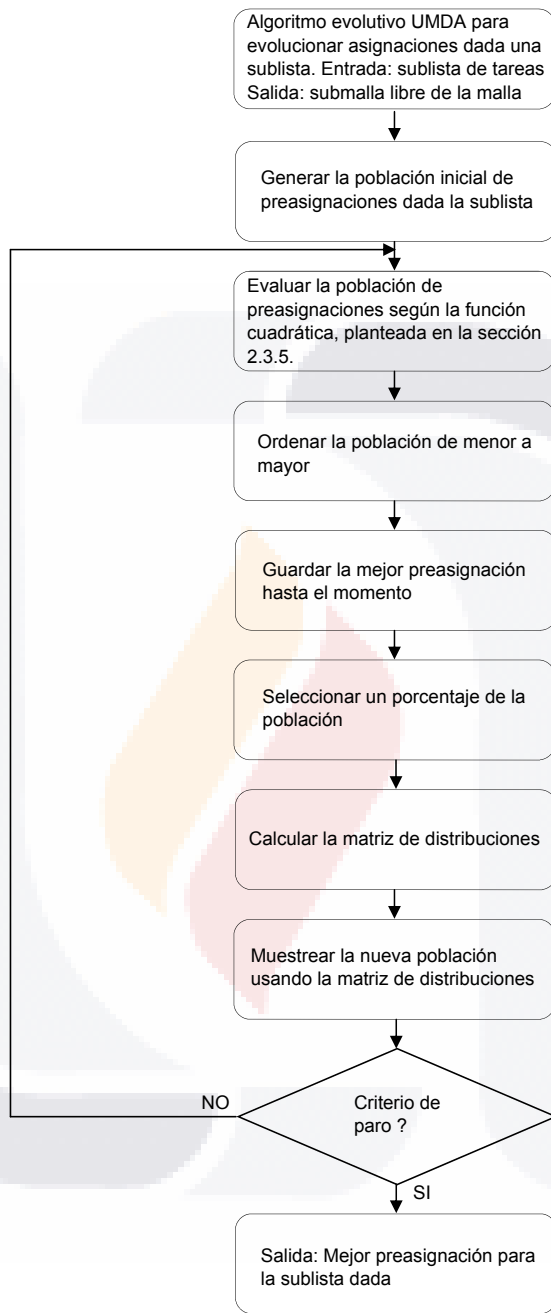 Algoritmo evolutivo UMDA para
evolucionar asignaciones dada una
sublista. Entrada: sublista de tareas
Salida: submalla libre de la malla
Generar la población inicial de
preasignaciones dada la sublista
Evaluar la población de
preasignaciones según la función
cuadrática, planteada en la sección
2.3.5.
Ordenar la población de menor a
mayor
Guardar la mejor preasignación
hasta el momento
Seleccionar un porcentaje de la
población
Calcular la matriz de distribuciones
Muestrear la nueva población
usando la matriz de distribuciones
NO
Criterio de
paro ?
SI
Salida: Mejor preasignación para
la sublista dada